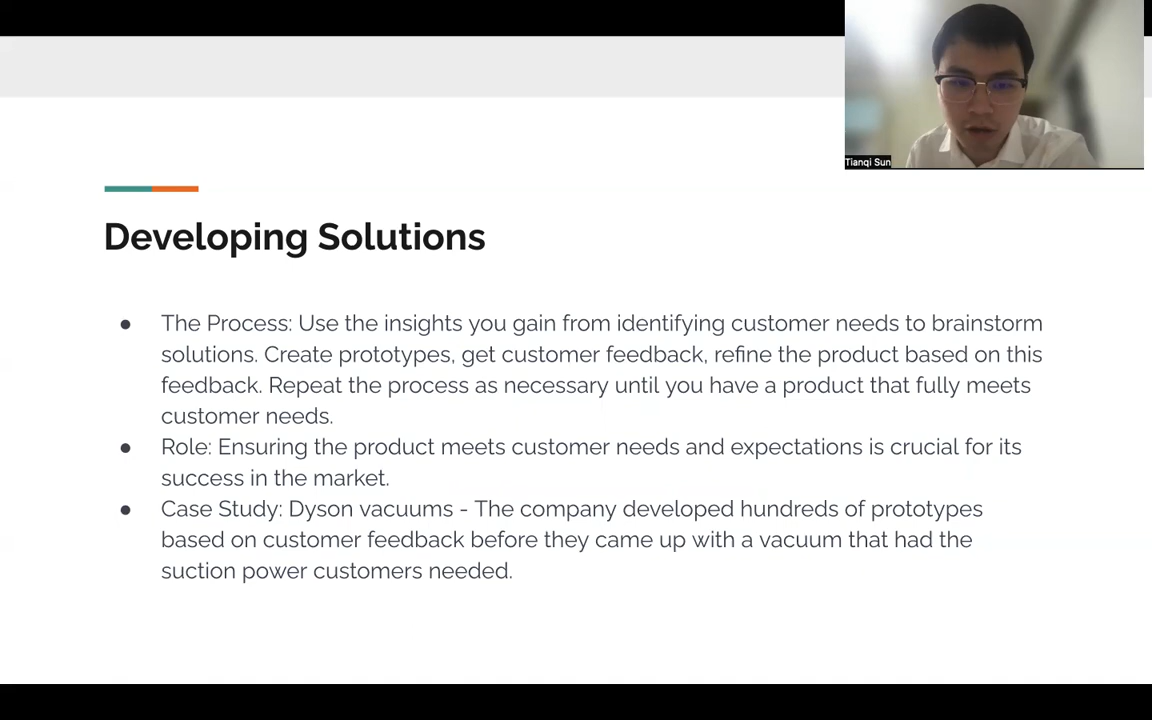 Tianqi Sun
Developing Solutions
● The Process: Use the insights you gain from identifying customer needs to brainstorm
solutions. Create prototypes, get customer feedback, refine the product based on this
feedback. Repeat the process as necessary until you have a product that fully meets
customer needs.
● Role: Ensuring the product meets customer needs and expectations is crucial for its
success in the market.
● Case Study: Dyson vacuums - The company developed hundreds of prototypes
based on customer feedback before they came up with a vacuum that had the
suction power customers needed.